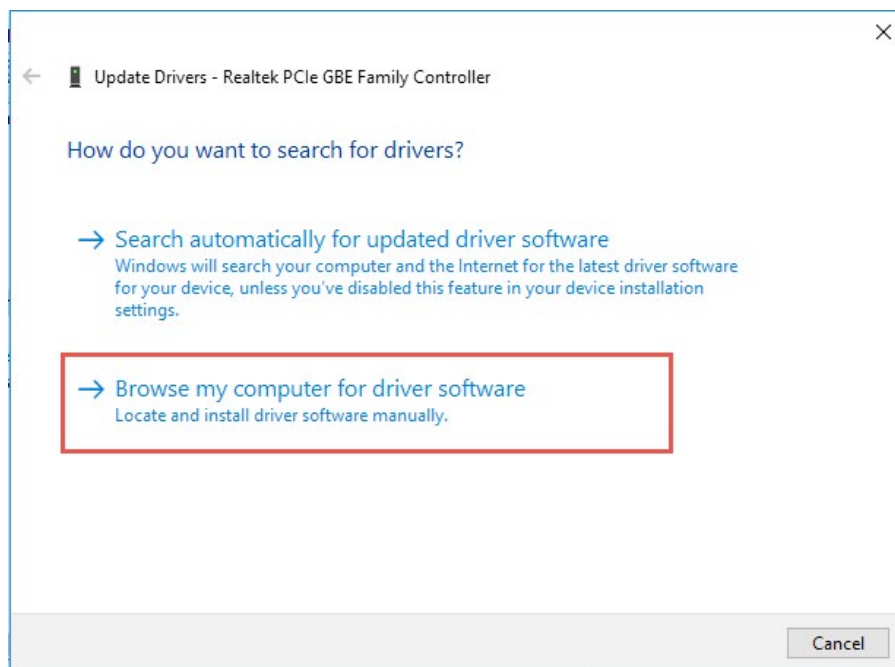 Update Drivers - Realtek PCIe GBE Family Controller
How do you want to search for drivers?
Search automatically for updated driver software
Windows will search your computer and the Internet for the latest driver software
for your device, unless you've disabled this feature in your device installation
settings.
Browse my computer for driver software
Locate and install driver software manually.
Cancel